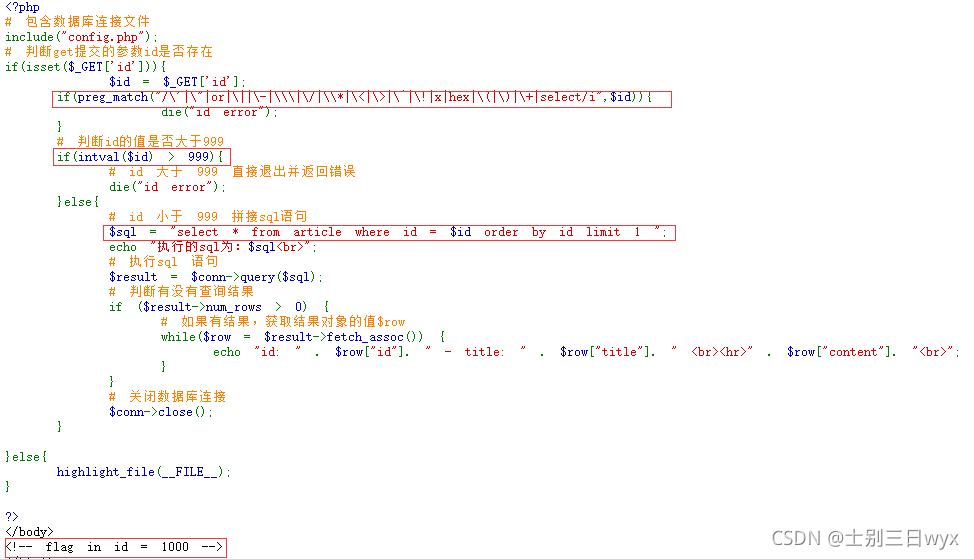 <?php
# 包含数据库连接文件
include("config.php");
# 判断get提交的参数id是否存在
if(isset($_GET['id'])){
$id = $_GET['id'];
if(preg_match("/\'|\"|or|\||\-|\\\|\/|\\*|\<|\>|\^|\!|x|hex|\(|\)|\+|select/i",$id)){
die("id error");
}
# 判断id的值是否大于999
if(intval($id) > 999){
# id 大于 999 直接退出并返回错误
die("id error");
}else{
# id 小于 999 拼接sql语句
$sql = "select * from article where id = $id order by id limit 1 ";
echo "执行的sql为：$sql<br>";
# 执行sql 语句
$result = $conn->query($sql);
# 判断有没有查询结果
if ($result->num_rows > 0) {
# 如果有结果，获取结果对象的值$row
while($row = $result->fetch_assoc()) {
echo "id: " . $row["id"]. " - title: " . $row["title"]. " <br><hr>" . $row["content"]. "<br>";
}
}
# 关闭数据库连接
$conn->close();
}
}else{
highlight_file(__FILE__);
}
?>
</body>
<!-- flag in id = 1000 -->
CSDN @士别三日wyx